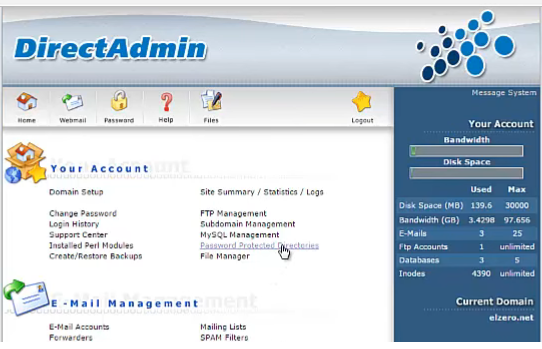 DirectAdmin
Message System
Home Webmail Password Help Files Logout
Your Account
Domain Setup Site Summary / Statistics / Logs
Change Password FTP Management
Login History Subdomain Management
Support Center MySQL Management
Installed Perl Modules Password Protected Directories
Create/Restore Backups File Manager
E-Mail Management
E-Mail Accounts Mailing Lists
Forwarders SPAM Filters
Your Account
Bandwidth
Disk Space
Used Max
Disk Space (MB) 139.6 30000
Bandwidth (GB) 3.4298 97.656
E-Mails 3 25
Ftp Accounts 1 unlimited
Databases 3 5
Inodes 4390 unlimited
Current Domain
elzero.net